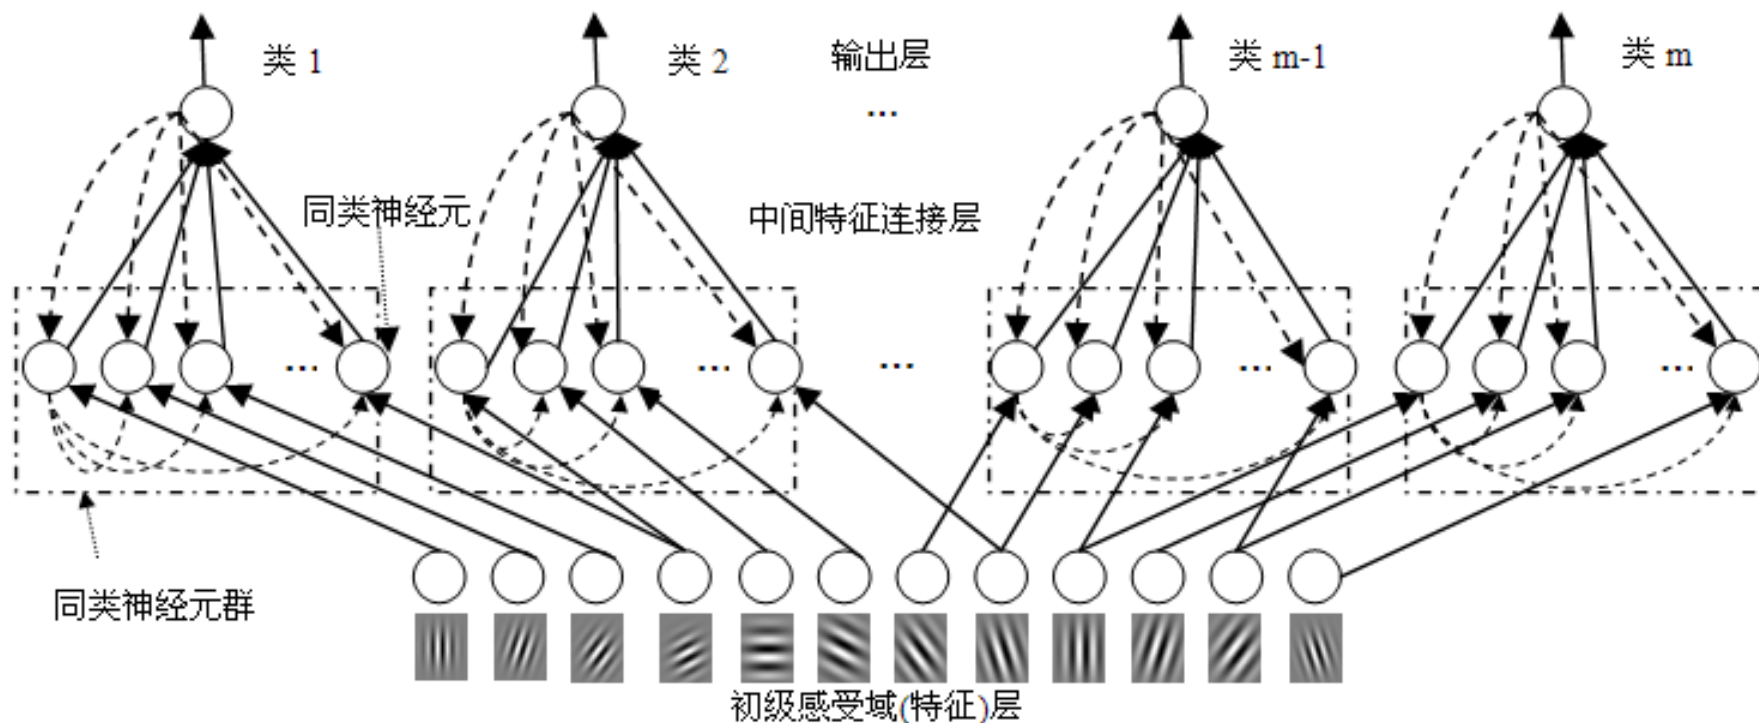 类 1
类 2
输出层
类 m-1
类 m
...
同类神经元
中间特征连接层
...
...
...
...
...
同类神经元群
初级感受域(特征)层